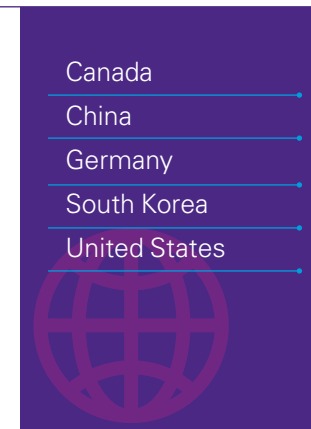 Canada
China
Germany
South Korea
United States